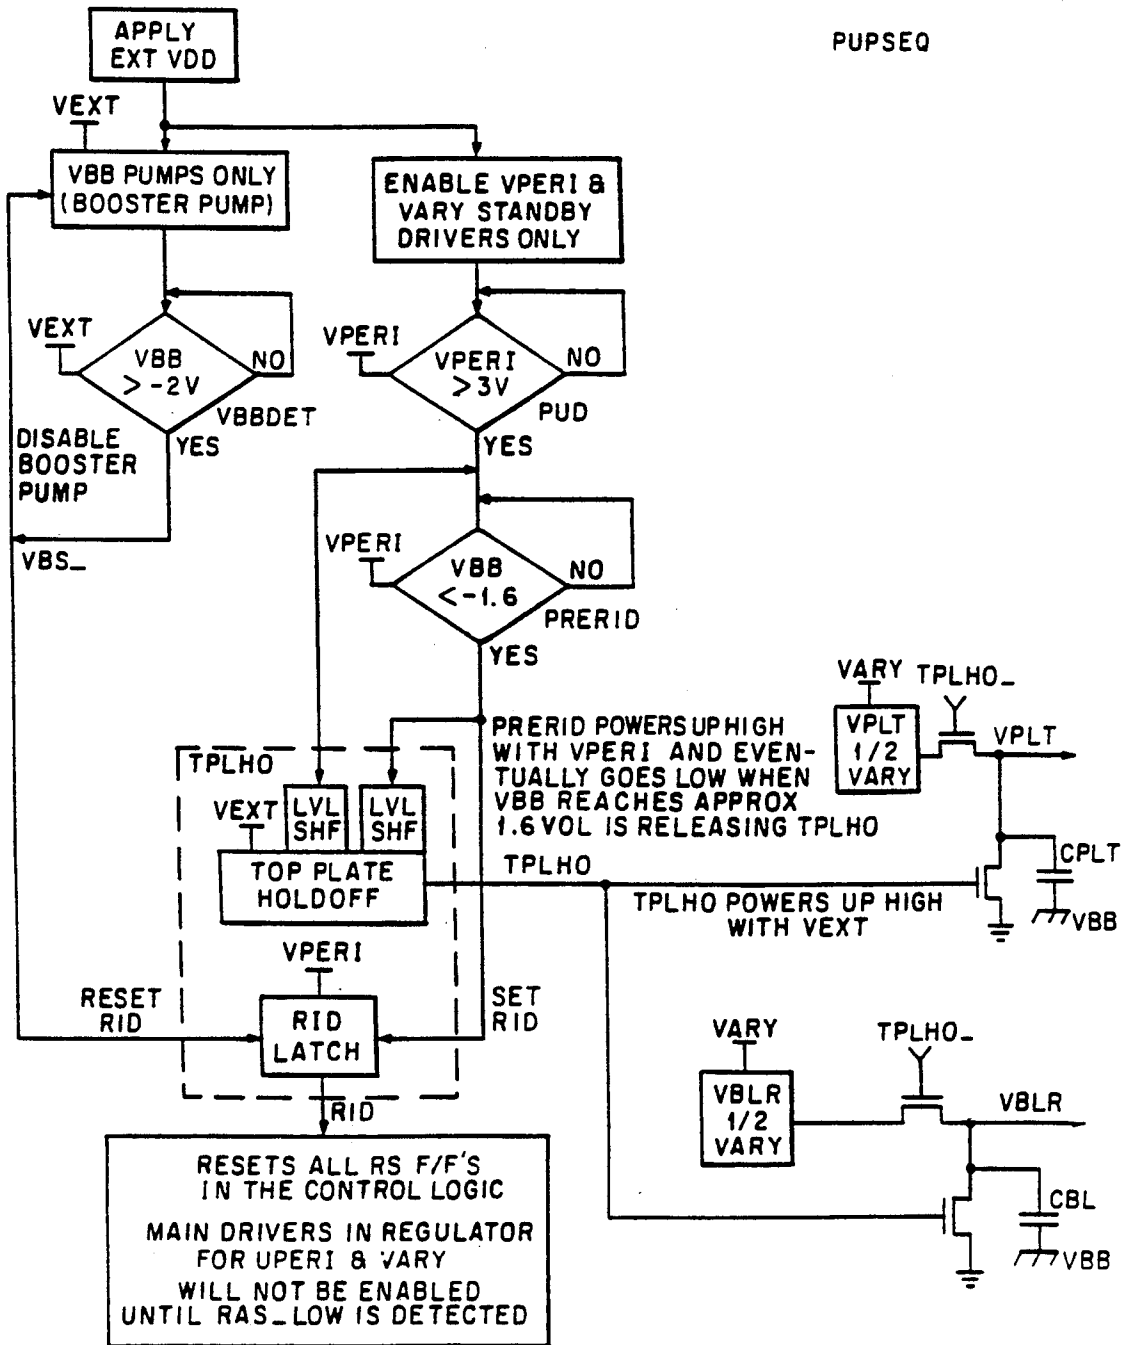 PUPSEQ
APPLY
EXT VDD
VEXT
VBB PUMPS ONLY
(BOOSTER PUMP)
ENABLE VPERI &
VARY STANDBY
DRIVERS ONLY
VEXT
VBB
>-2V
NO
VBBDET
YES
VPERI
VPERI
>3V
NO
PUD
YES
DISABLE
BOOSTER
PUMP
VBS_
VPERI
VBB
<-1.6
NO
PRERID
YES
PRERID POWERS UP HIGH
WITH VPERI AND EVEN-
TUALLY GOES LOW WHEN
VBB REACHES APPROX
1.6 VOL IS RELEASING TPLHO
TPLHO
VEXT
LVL
SHF
LVL
SHF
TOP PLATE
HOLDOFF
TPLHO
TPLHO POWERS UP HIGH
WITH VEXT
VARY
TPLHO_
VPLT
1/2
VARY
VPLT
CPLT
VBB
VPERI
RESET
RID
RID
LATCH
SET
RID
RID
VARY
TPLHO_
VBLR
1/2
VARY
VBLR
CBL
VBB
RESETS ALL RS F/F'S
IN THE CONTROL LOGIC
MAIN DRIVERS IN REGULATOR
FOR UPERI & VARY
WILL NOT BE ENABLED
UNTIL RAS_LOW IS DETECTED